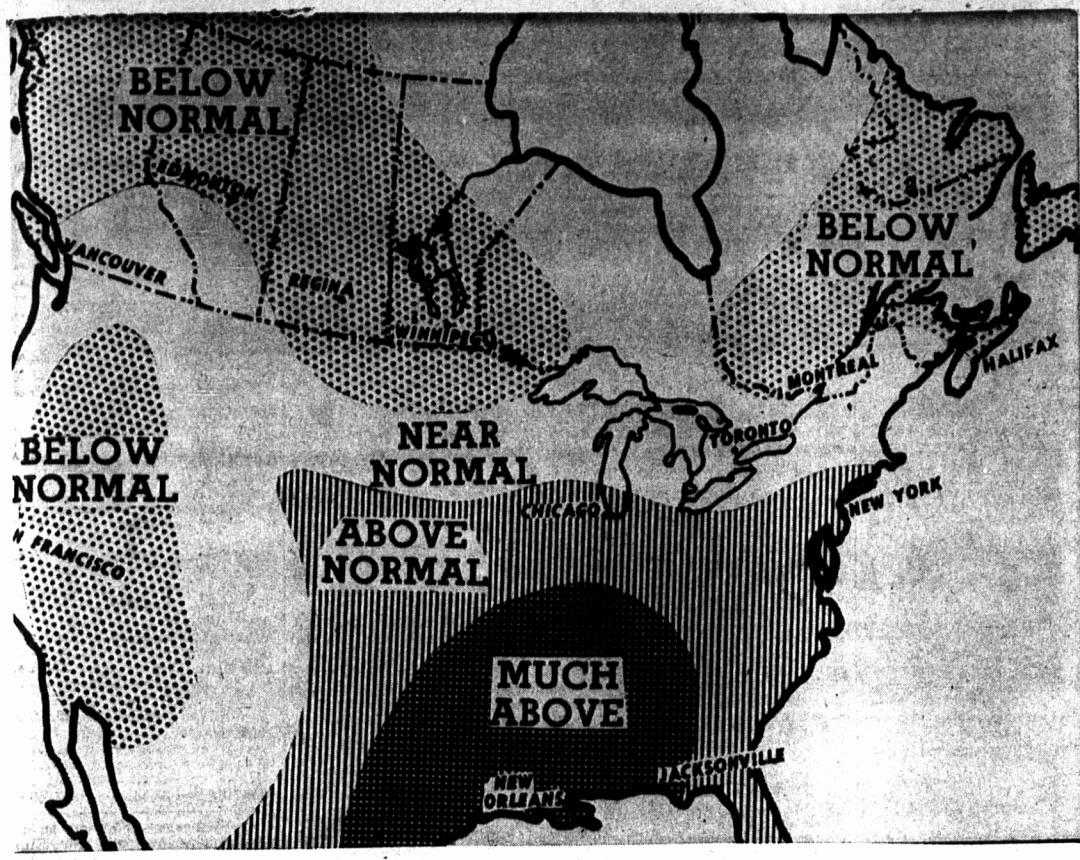 BELOW
NORMAL
EDMONTON
VANCOUVER
REGINA
WINNIPEG
BELOW
NORMAL
MONTREAL
HALIFAX
TORONTO
BELOW
NORMAL
NEAR
NORMAL
CHICAGO
NEW YORK
N FRANCISCO
ABOVE
NORMAL
MUCH
ABOVE
JACKSONVILLE
NEW
ORLEANS